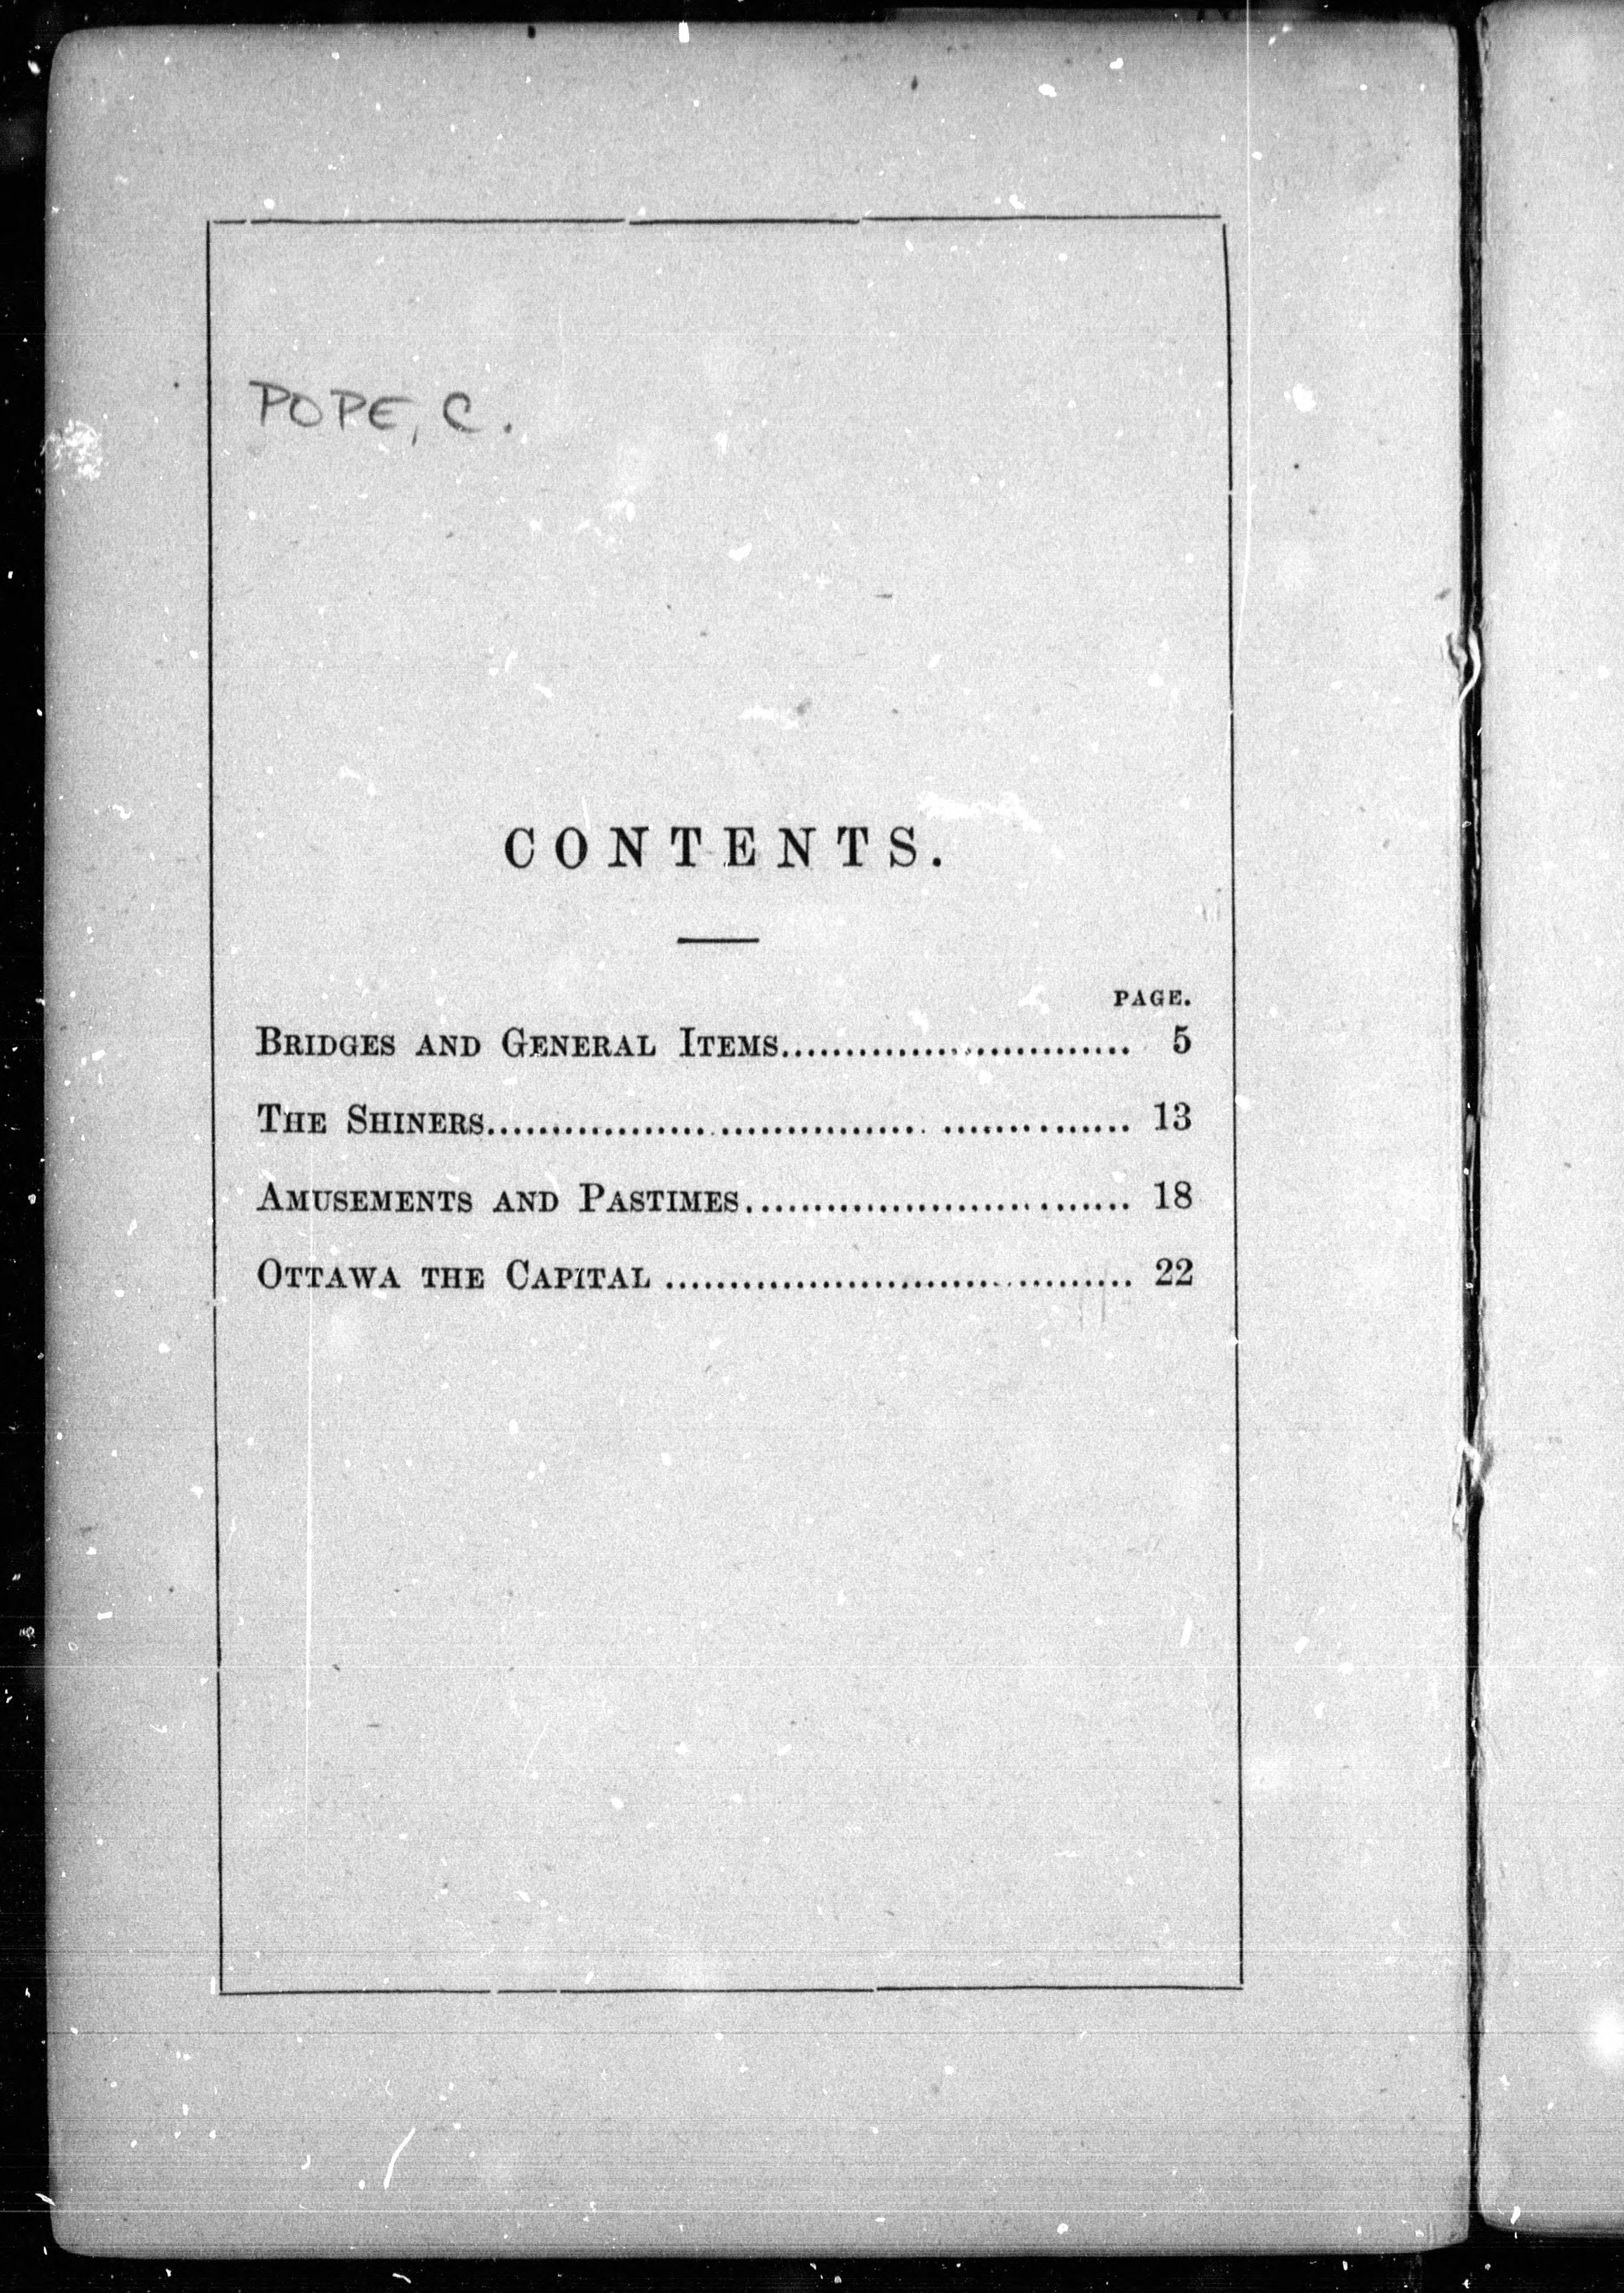 POPE, C.
CONTENTS.
PAGE.
BRIDGES AND GENERAL ITEMS........................... 5
THE SHINERS.................................................. 13
AMUSEMENTS AND PASTIMES.............................. 18
OTTAWA THE CAPITAL .................................... 22